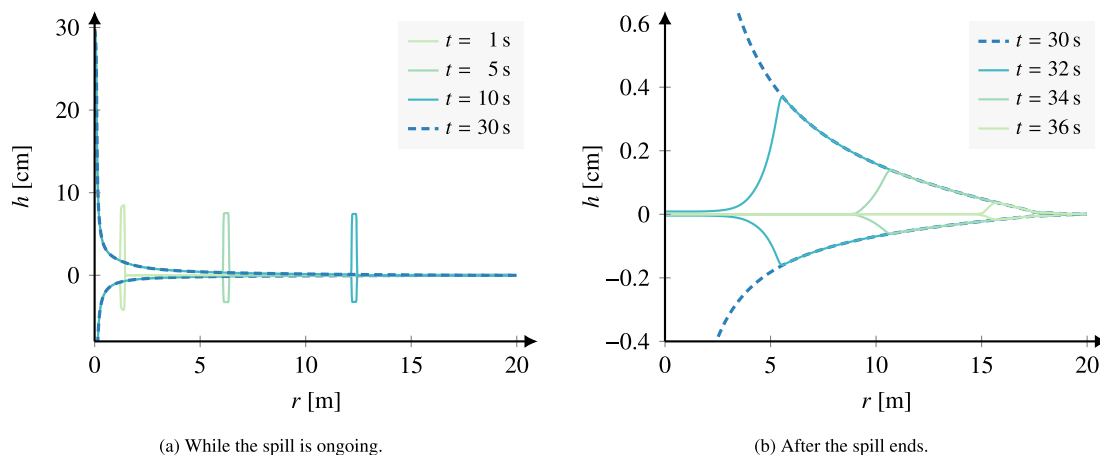 30
20
10
0
h [cm]
0
5
10
15
20
r [m]
t = 1 s
t = 5 s
t = 10 s
t = 30 s
(a) While the spill is ongoing.
0.6
0.4
0.2
0
−0.2
−0.4
h [cm]
0
5
10
15
20
r [m]
t = 30 s
t = 32 s
t = 34 s
t = 36 s
(b) After the spill ends.